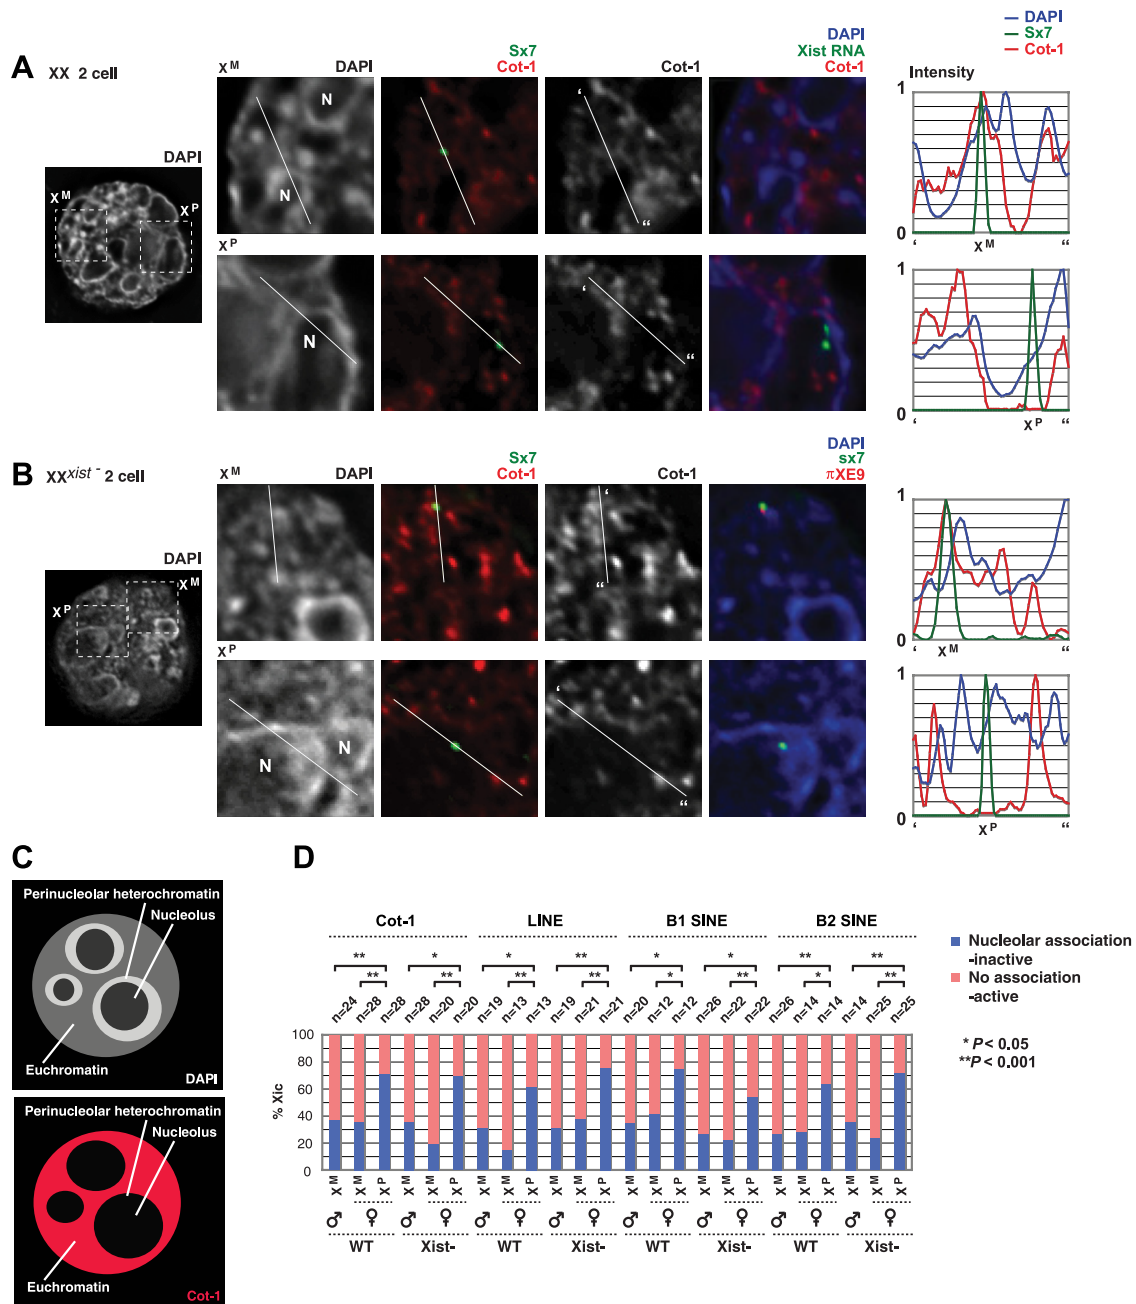 DAPI
Sx7
Cot-1
A XX 2 cell
X M DAPI
Sx7
Cot-1
Cot-1
DAPI
Xist RNA
Cot-1
Intensity
DAPI
X M
X P
N
N
‘
“
1
0
‘ X M “
X P
N
‘
“
1
0
X P
B XX xist - 2 cell
X M DAPI
Sx7
Cot-1
Cot-1
DAPI
sx7
πXE9
DAPI
X M
X P
‘
“
1
0
‘ X M “
X P
N
N
‘
“
1
0
‘ X P “
C
Perinucleolar heterochromatin
Nucleolus
Euchromatin
DAPI
Perinucleolar heterochromatin
Nucleolus
Euchromatin
Cot-1
D
Cot-1 LINE B1 SINE B2 SINE
** * * ** * * ** **
** ** ** ** * ** * **
n=24 n=28 n=28 n=28 n=20 n=20 n=19 n=13 n=13 n=19 n=21 n=21 n=20 n=12 n=12 n=26 n=22 n=22 n=26 n=14 n=14 n=14 n=25 n=25
Nucleolar association
-inactive
No association
-active
* P < 0.05
**P < 0.001
% Xic
100
80
60
40
20
0
X M X M X P X M X M X P X M X M X P X M X M X P X M X M X P X M X M X P X M X M X P X M X M X P
♂ ♀ ♂ ♀ ♂ ♀ ♂ ♀ ♂ ♀ ♂ ♀ ♂ ♀ ♂ ♀
WT Xist- WT Xist- WT Xist- WT Xist-